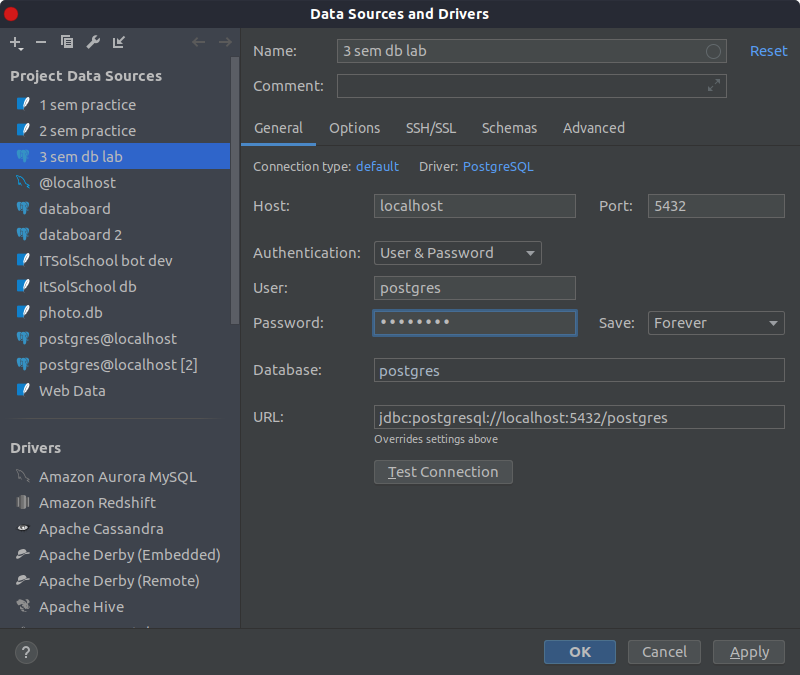 Data Sources and Drivers
Project Data Sources
1 sem practice
2 sem practice
3 sem db lab
@localhost
databoard
databoard 2
ITSolSchool bot dev
ItSolSchool db
photo.db
postgres@localhost
postgres@localhost [2]
Web Data
Drivers
Amazon Aurora MySQL
Amazon Redshift
Apache Cassandra
Apache Derby (Embedded)
Apache Derby (Remote)
Apache Hive
Name: 3 sem db lab Reset
Comment:
General Options SSH/SSL Schemas Advanced
Connection type: default Driver: PostgreSQL
Host: localhost Port: 5432
Authentication: User & Password
User: postgres
Password: •••••••• Save: Forever
Database: postgres
URL: jdbc:postgresql://localhost:5432/postgres
Overrides settings above
Test Connection
? OK Cancel Apply